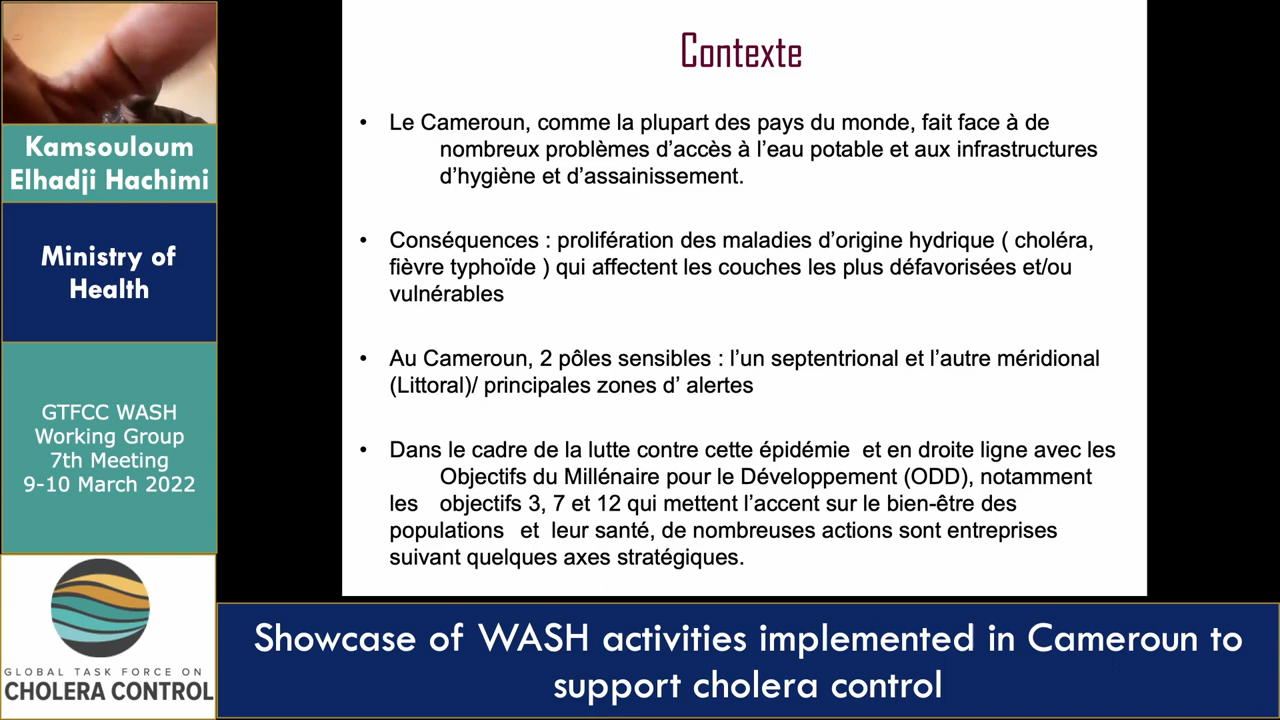 Kamsouloum
Elhadji Hachimi
Ministry of
Health
GTFCC WASH
Working Group
7th Meeting
9-10 March 2022
GLOBAL TASK FORCE ON
CHOLERA CONTROL
Contexte
• Le Cameroun, comme la plupart des pays du monde, fait face à de
nombreux problèmes d’accès à l’eau potable et aux infrastructures
d’hygiène et d’assainissement.
• Conséquences : prolifération des maladies d’origine hydrique ( choléra,
fièvre typhoïde ) qui affectent les couches les plus défavorisées et/ou
vulnérables
• Au Cameroun, 2 pôles sensibles : l’un septentrional et l’autre méridional
(Littoral)/ principales zones d’ alertes
• Dans le cadre de la lutte contre cette épidémie et en droite ligne avec les
Objectifs du Millénaire pour le Développement (ODD), notamment
les objectifs 3, 7 et 12 qui mettent l’accent sur le bien-être des
populations et leur santé, de nombreuses actions sont entreprises
suivant quelques axes stratégiques.
Showcase of WASH activities implemented in Cameroun to
support cholera control